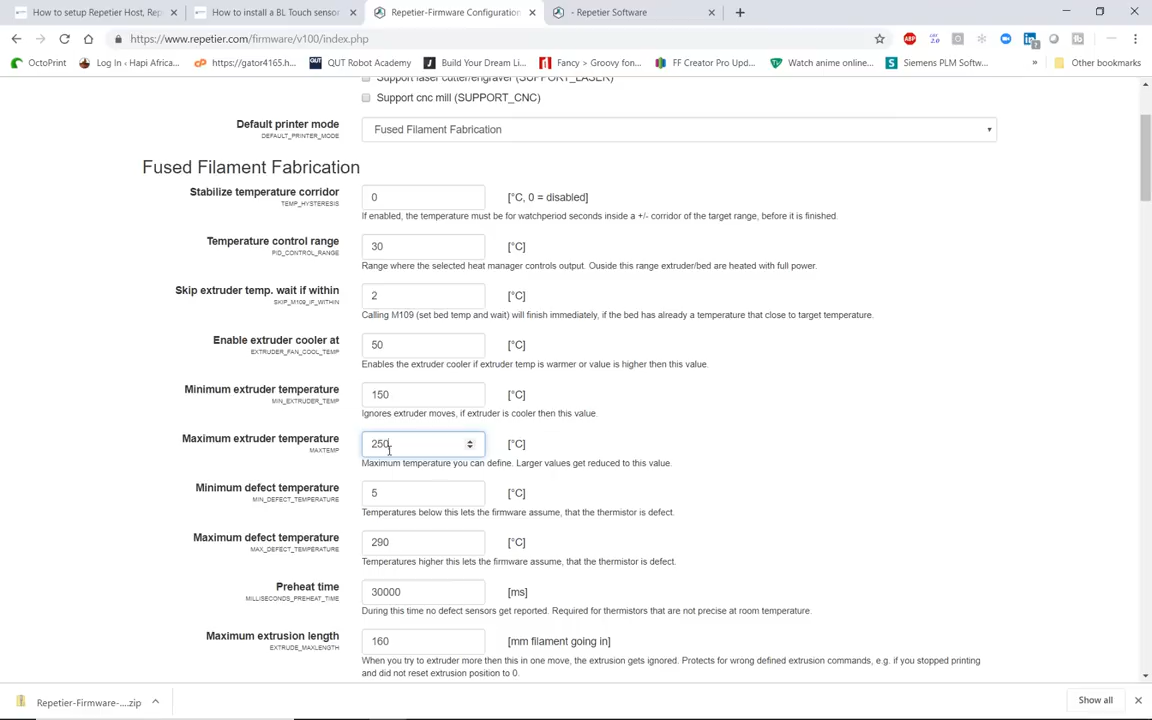 How to setup Repetier Host, Rep
How to install a BL Touch sensor
Repetier-Firmware Configuration
- Repetier Software
https://www.repetier.com/firmware/v100/index.php
ABP
2.0
OctoPrint
Log In ‹ Hapi Africa...
https://gator4165.h...
QUT Robot Academy
Build Your Dream Li...
Fancy > Groovy fon...
FF Creator Pro Upd...
Watch anime online...
Siemens PLM Softw...
»
Other bookmarks
Support laser cutter/engraver (SUPPORT_LASER)
Support cnc mill (SUPPORT_CNC)
Default printer mode
DEFAULT_PRINTER_MODE
Fused Filament Fabrication
Fused Filament Fabrication
Stabilize temperature corridor
TEMP_HYSTERESIS
0
[°C, 0 = disabled]
If enabled, the temperature must be for watchperiod seconds inside a +/- corridor of the target range, before it is finished.
Temperature control range
PID_CONTROL_RANGE
30
[°C]
Range where the selected heat manager controls output. Ouside this range extruder/bed are heated with full power.
Skip extruder temp. wait if within
SKIP_M109_IF_WITHIN
2
[°C]
Calling M109 (set bed temp and wait) will finish immediately, if the bed has already a temperature that close to target temperature.
Enable extruder cooler at
EXTRUDER_FAN_COOL_TEMP
50
[°C]
Enables the extruder cooler if extruder temp is warmer or value is higher then this value.
Minimum extruder temperature
MIN_EXTRUDER_TEMP
150
[°C]
Ignores extruder moves, if extruder is cooler then this value.
Maximum extruder temperature
MAXTEMP
250
[°C]
Maximum temperature you can define. Larger values get reduced to this value.
Minimum defect temperature
MIN_DEFECT_TEMPERATURE
5
[°C]
Temperatures below this lets the firmware assume, that the thermistor is defect.
Maximum defect temperature
MAX_DEFECT_TEMPERATURE
290
[°C]
Temperatures higher this lets the firmware assume, that the thermistor is defect.
Preheat time
MILLISECONDS_PREHEAT_TIME
30000
[ms]
During this time no defect sensors get reported. Required for thermistors that are not precise at room temperature.
Maximum extrusion length
EXTRUDE_MAXLENGTH
160
[mm filament going in]
When you try to extruder more then this in one move, the extrusion gets ignored. Protects for wrong defined extrusion commands, e.g. if you stopped printing
and did not reset extrusion position to 0.
Repetier-Firmware-....zip
Show all